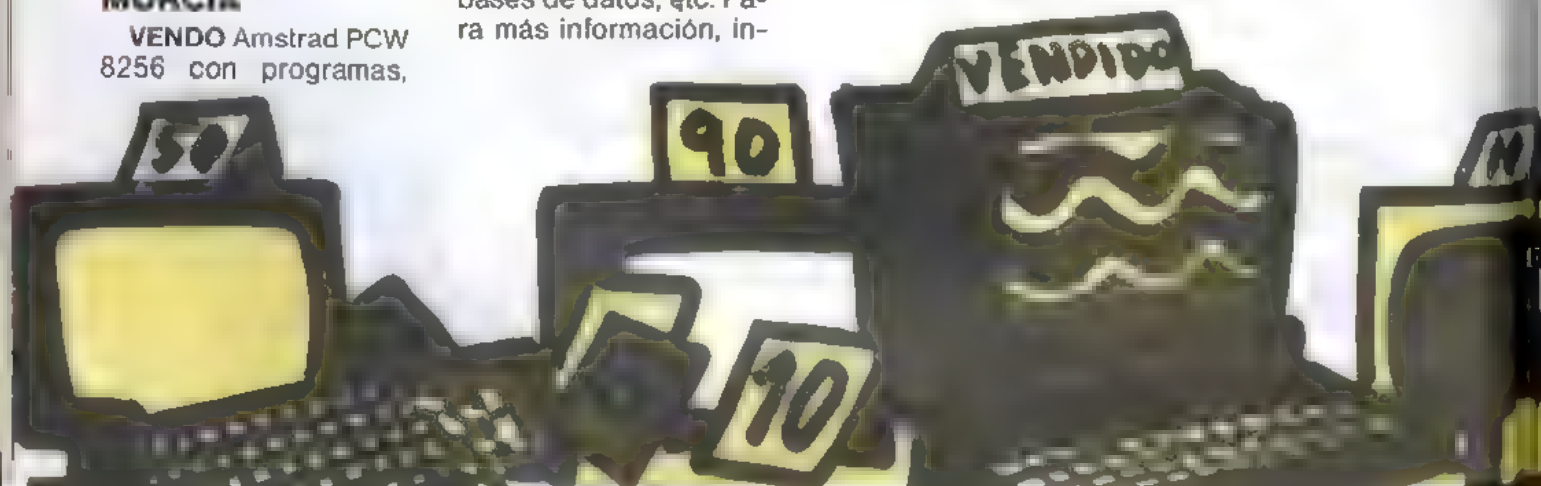 MURCIA
VENDO Amstrad PCW
8256 con programas,
bases de datos, etc. Pa-
ra más información, in-
50
90
10
VENDIDO
N